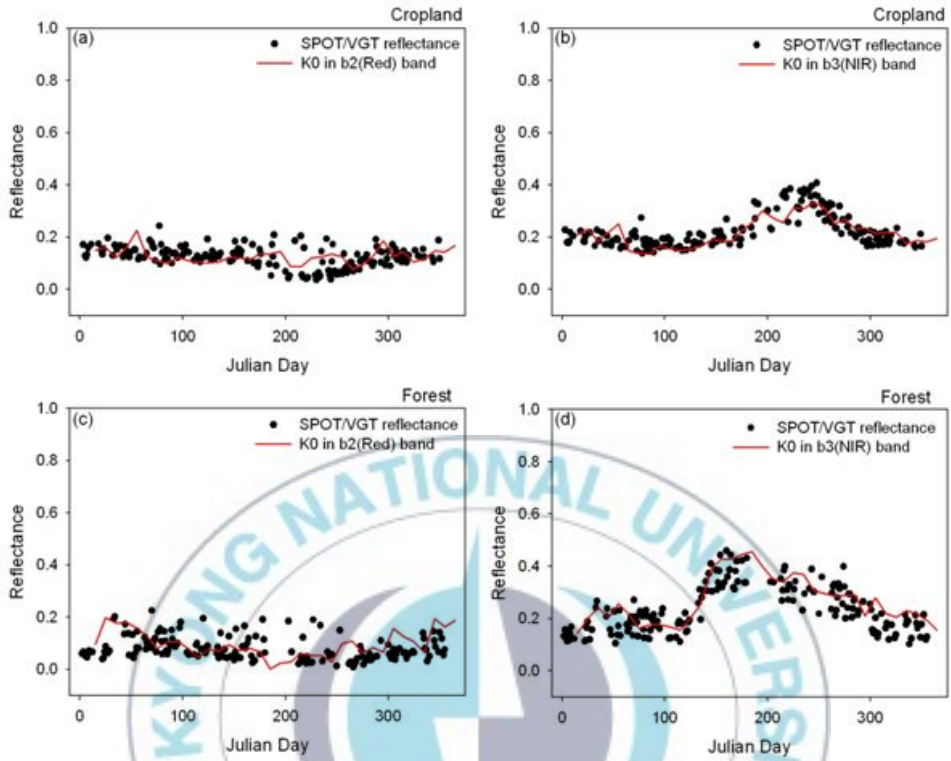 Cropland
(a)
SPOT/VGT reflectance
K0 in b2(Red) band
1.0
0.8
0.6
0.4
0.2
0.0
Reflectance
0 100 200 300
Julian Day
Cropland
(b)
SPOT/VGT reflectance
K0 in b3(NIR) band
1.0
0.8
0.6
0.4
0.2
0.0
Reflectance
0 100 200 300
Julian Day
Forest
(c)
SPOT/VGT reflectance
K0 in b2(Red) band
1.0
0.8
0.6
0.4
0.2
0.0
Reflectance
0 100 200 300
Julian Day
Forest
(d)
SPOT/VGT reflectance
K0 in b3(NIR) band
1.0
0.8
0.6
0.4
0.2
0.0
Reflectance
0 100 200 300
Julian Day
KYONG NATIONAL UNIVERSI